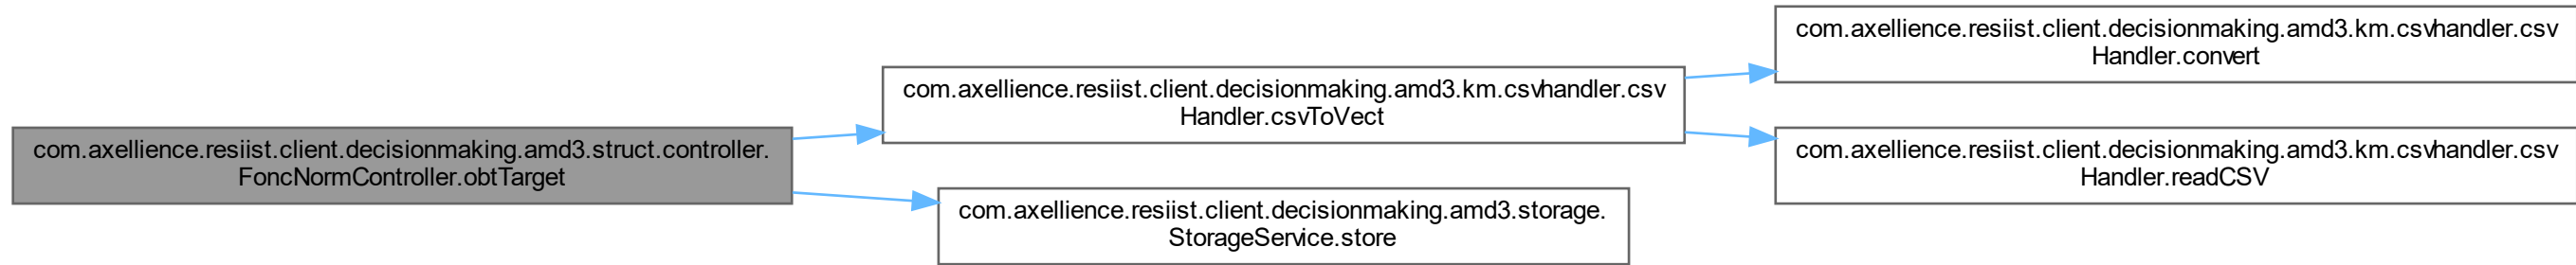 com.axellience.resiist.client.decisionmaking.amd3.struct.controller.
FoncNormController.obtTarget
com.axellience.resiist.client.decisionmaking.amd3.km.csvhandler.csv
Handler.csvToVect
com.axellience.resiist.client.decisionmaking.amd3.storage.
StorageService.store
com.axellience.resiist.client.decisionmaking.amd3.km.csvhandler.csv
Handler.convert
com.axellience.resiist.client.decisionmaking.amd3.km.csvhandler.csv
Handler.readCSV